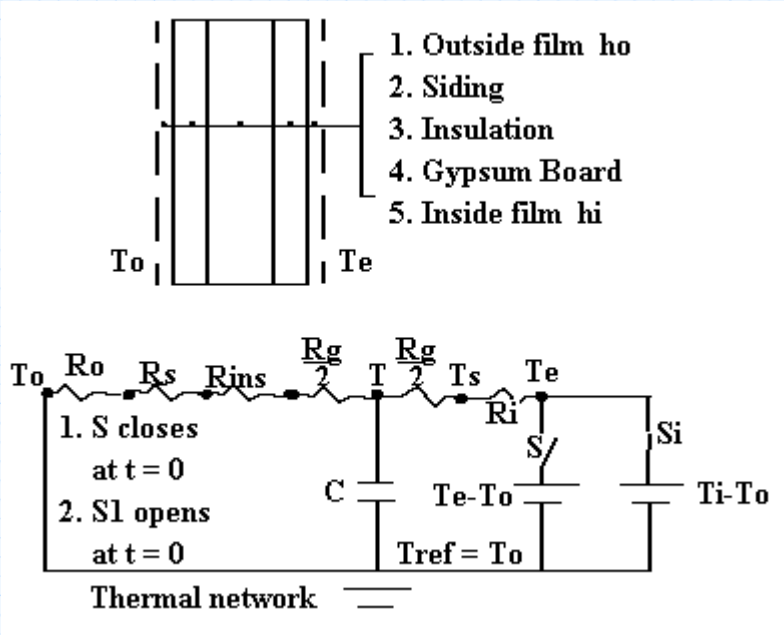 1. Outside film ho
2. Siding
3. Insulation
4. Gypsum Board
5. Inside film hi
To
Te
To Ro Rs Rins Rg/2 T Rg/2 Ts Ri Te
1. S closes
at t = 0
2. S1 opens
at t = 0
C
S
Si
Te-To
Ti-To
Tref = To
Thermal network